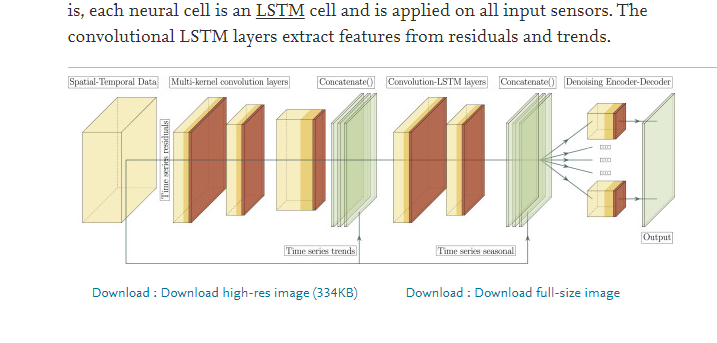 is, each neural cell is an LSTM cell and is applied on all input sensors. The
convolutional LSTM layers extract features from residuals and trends.
Spatial-Temporal Data
Multi-kernel convolution layers
Concatenate()
Convolution-LSTM layers
Concatenate()
Denoising Encoder-Decoder
Time series residuals
Output
Time series trends
Time series seasonal
Download : Download high-res image (334KB)
Download : Download full-size image